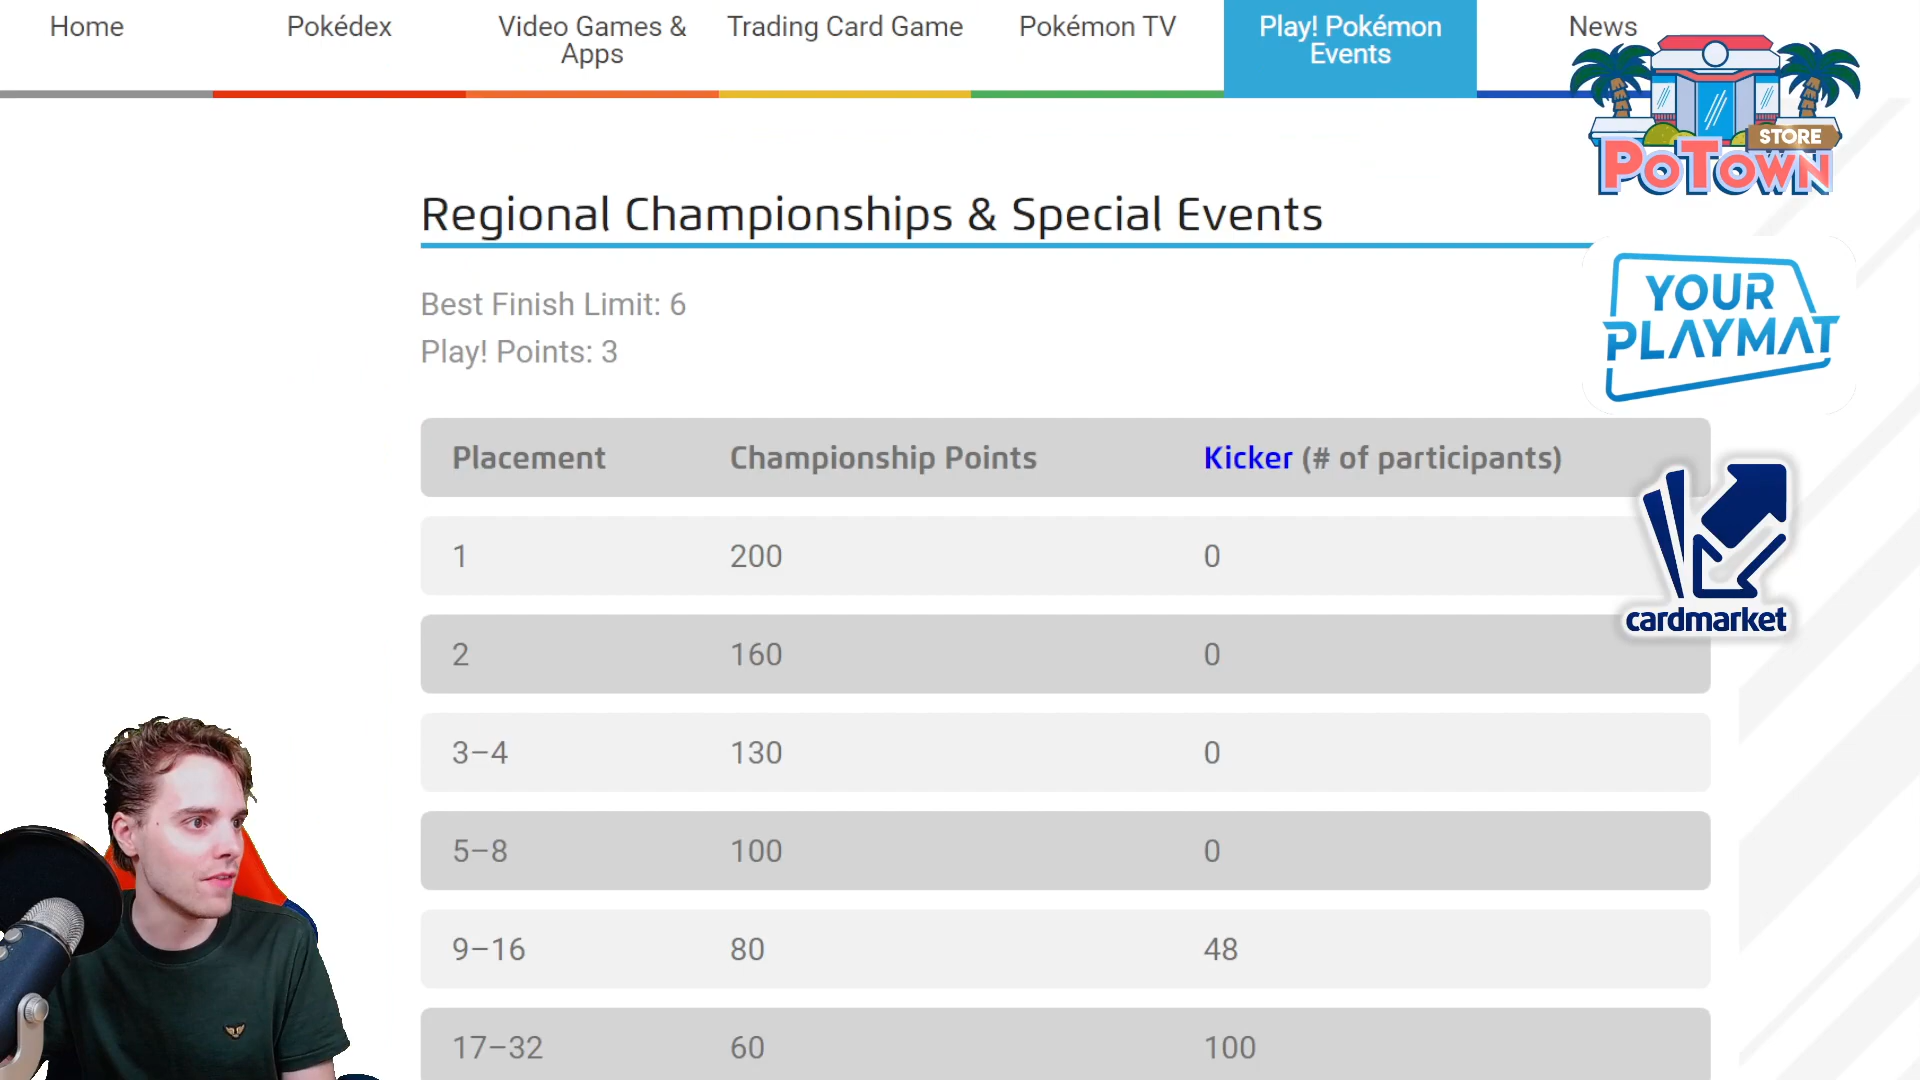 Home
Pokédex
Video Games &
Apps
Trading Card Game
Pokémon TV
Play! Pokémon
Events
News
STORE
POTOWN
Regional Championships & Special Events
YOUR
PLAYMAT
Best Finish Limit: 6
Play! Points: 3
Placement Championship Points Kicker (# of participants)
1 200 0
cardmarket
2 160 0
3–4 130 0
5–8 100 0
9–16 80 48
17–32 60 100